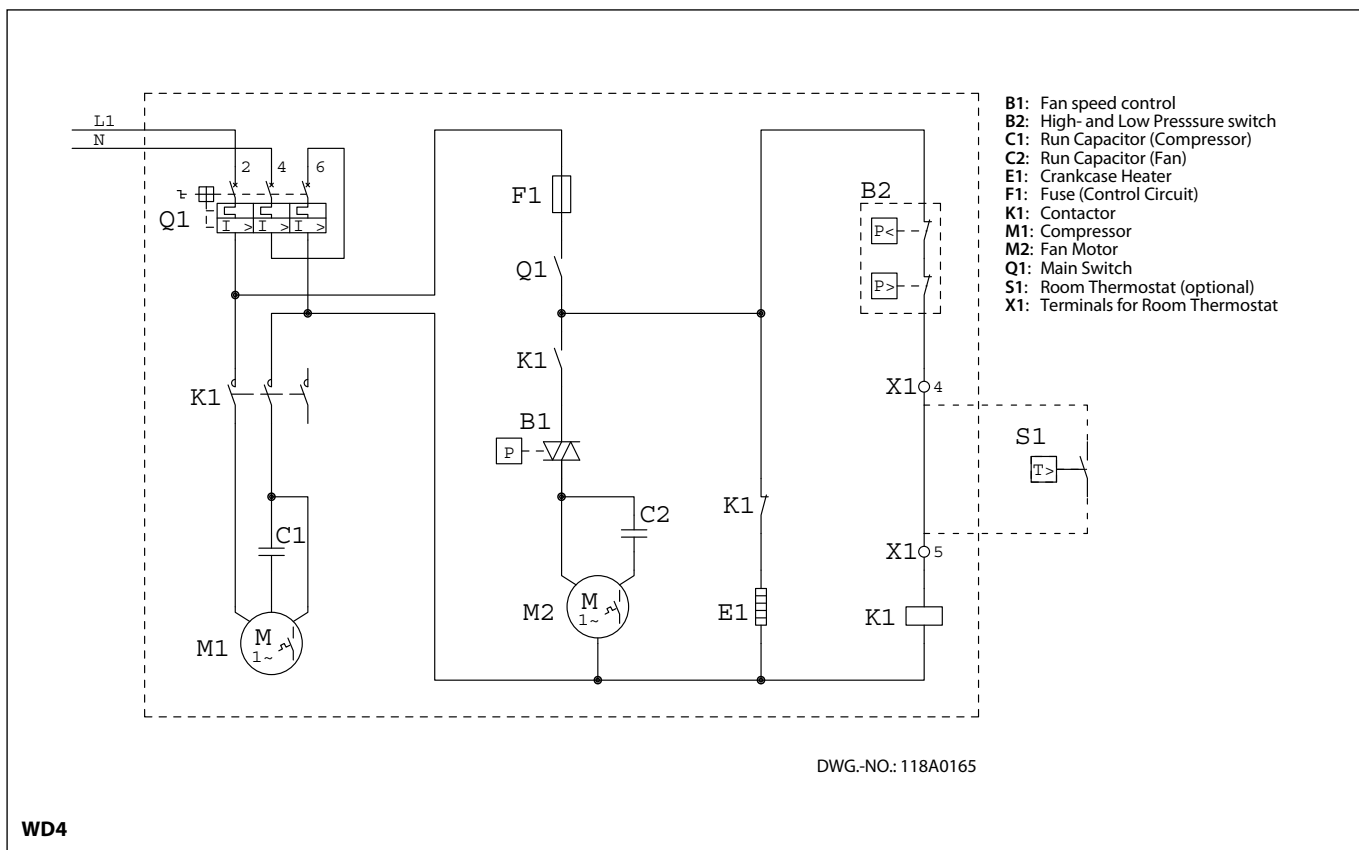 L1
N
2 4 6
Q1
I > I > I >
F1
Q1
B2
P<
P>
K1
K1
X1 4
B1
P
S1
T>
C1
C2
K1
X1 5
M1
M
1~
M2
M
1~
E1
K1
B1: Fan speed control
B2: High- and Low Presssure switch
C1: Run Capacitor (Compressor)
C2: Run Capacitor (Fan)
E1: Crankcase Heater
F1: Fuse (Control Circuit)
K1: Contactor
M1: Compressor
M2: Fan Motor
Q1: Main Switch
S1: Room Thermostat (optional)
X1: Terminals for Room Thermostat
DWG.-NO.: 118A0165
WD4